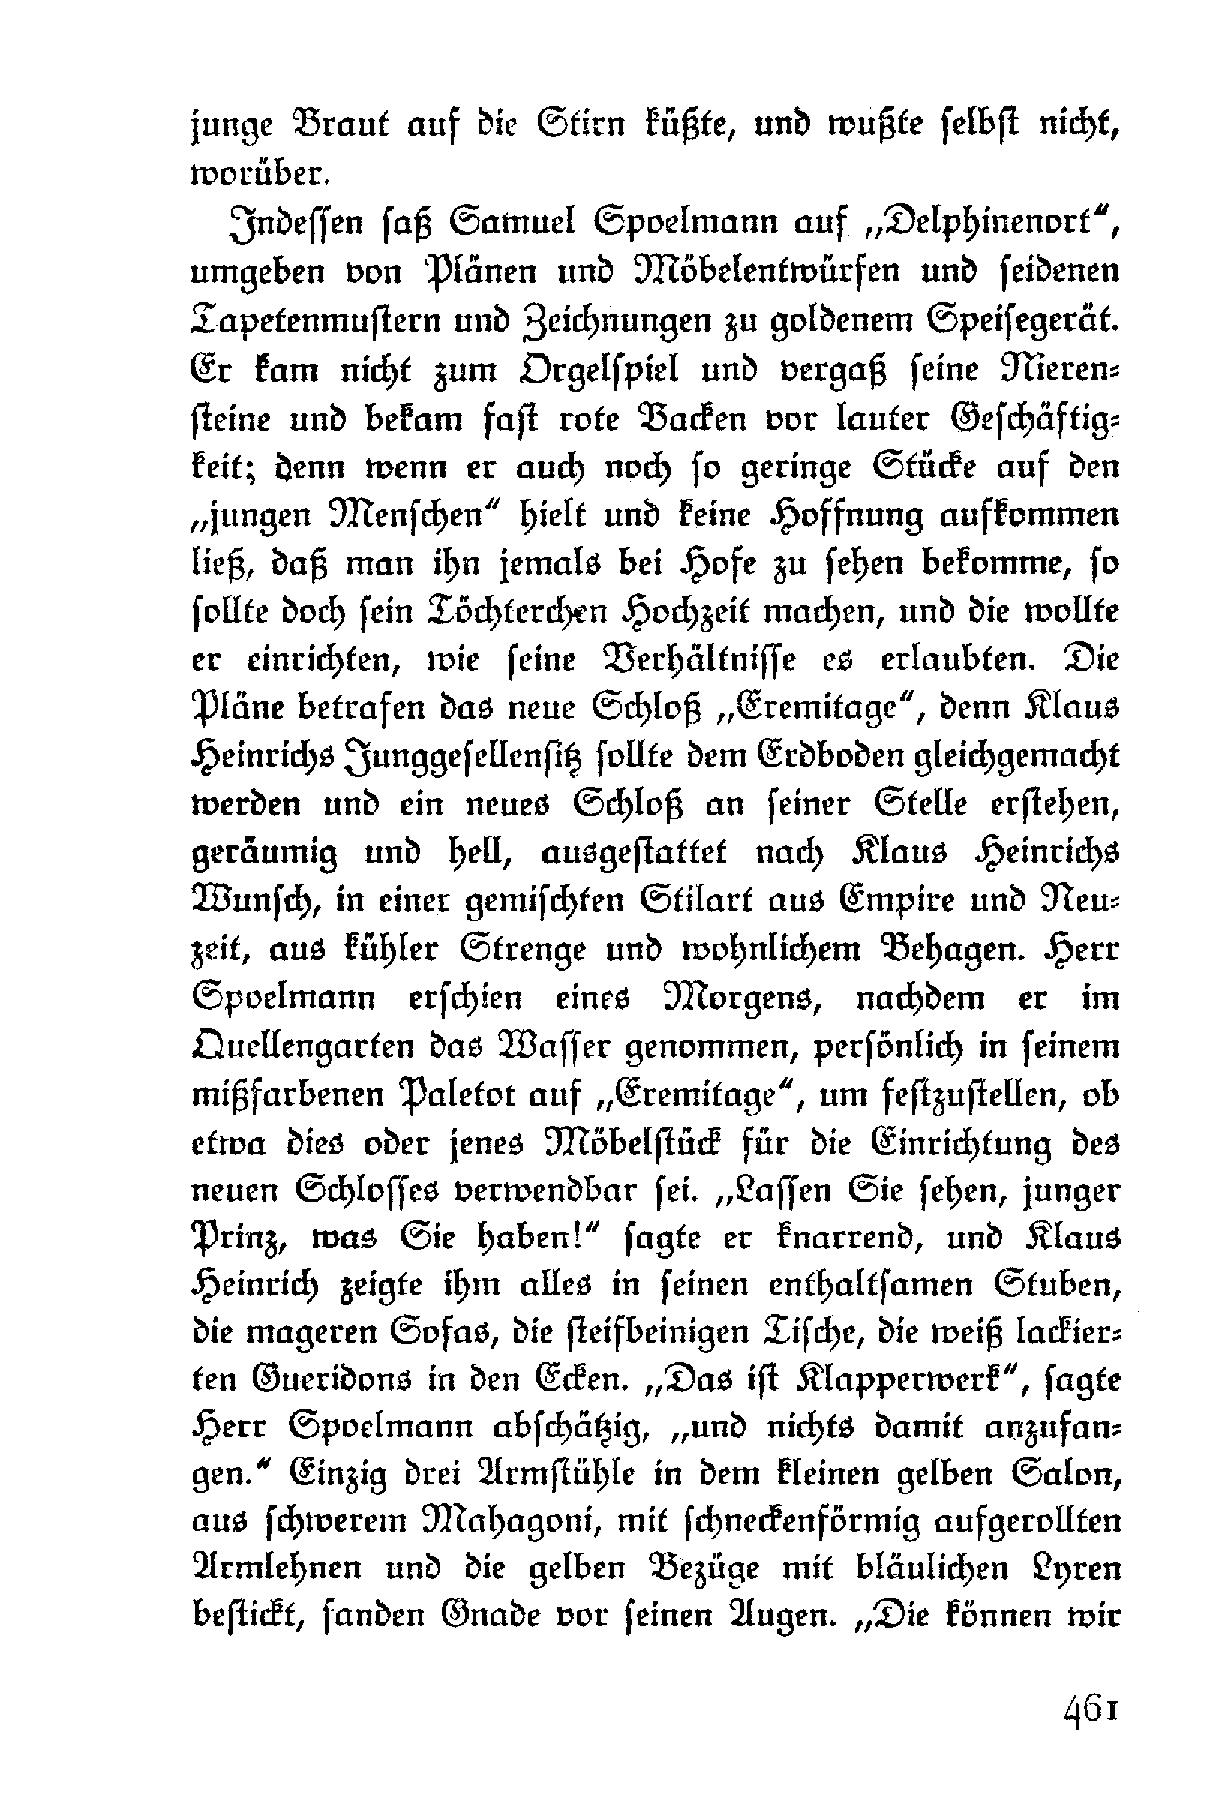 junge Braut auf die Stirn küßte, und wußte selbst nicht,
worüber.
Indessen saß Samuel Spoelmann auf „Delphinenort“,
umgeben von Plänen und Möbelentwürfen und seidenen
Tapetenmustern und Zeichnungen zu goldenem Speisegerät.
Er kam nicht zum Orgelspiel und vergaß seine Nieren-
steine und bekam fast rote Backen vor lauter Geschäftig-
keit; denn wenn er auch noch so geringe Stücke auf den
„jungen Menschen“ hielt und keine Hoffnung aufkommen
ließ, daß man ihn jemals bei Hofe zu sehen bekomme, so
sollte doch sein Töchterchen Hochzeit machen, und die wollte
er einrichten, wie seine Verhältnisse es erlaubten. Die
Pläne betrafen das neue Schloß „Eremitage“, denn Klaus
Heinrichs Junggesellensitz sollte dem Erdboden gleichgemacht
werden und ein neues Schloß an seiner Stelle erstehen,
geräumig und hell, ausgestattet nach Klaus Heinrichs
Wunsch, in einer gemischten Stilart aus Empire und Neu-
zeit, aus kühler Strenge und wohnlichem Behagen. Herr
Spoelmann erschien eines Morgens, nachdem er im
Quellengarten das Wasser genommen, persönlich in seinem
mißfarbenen Paletot auf „Eremitage“, um festzustellen, ob
etwa dies oder jenes Möbelstück für die Einrichtung des
neuen Schlosses verwendbar sei. „Lassen Sie sehen, junger
Prinz, was Sie haben!“ sagte er knarrend, und Klaus
Heinrich zeigte ihm alles in seinen enthaltsamen Stuben,
die mageren Sofas, die steifbeinigen Tische, die weiß lackier-
ten Gueridons in den Ecken. „Das ist Klapperwerk“, sagte
Herr Spoelmann abschätzig, „und nichts damit anzufan-
gen.“ Einzig drei Armstühle in dem kleinen gelben Salon,
aus schwerem Mahagoni, mit schneckenförmig aufgerollten
Armlehnen und die gelben Bezüge mit bläulichen Lyren
bestickt, fanden Gnade vor seinen Augen. „Die können wir
461